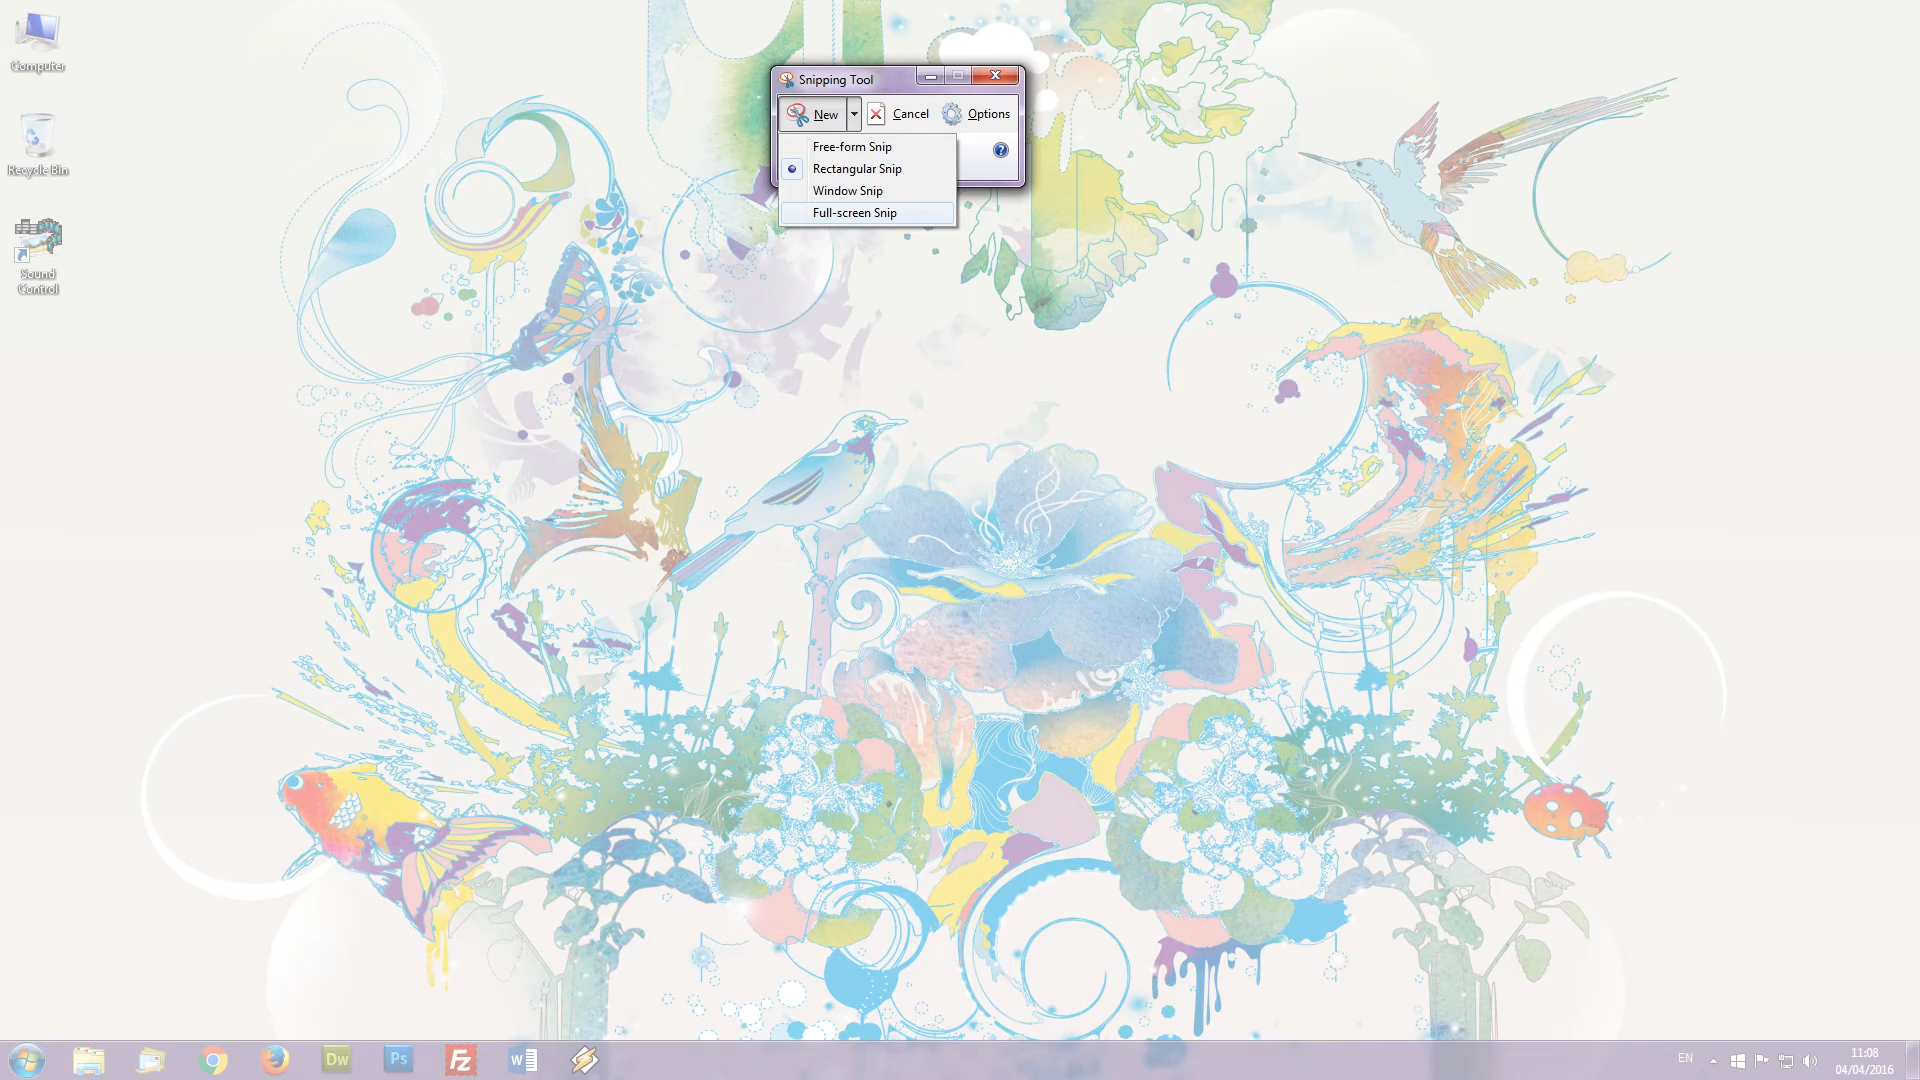 Computer
Recycle Bin
Sound
Control
Snipping Tool
New
Cancel
Options
Free-form Snip
Rectangular Snip
Window Snip
Full-screen Snip
?
Dw
Ps
Fz
W
EN
11:08
04/04/2016